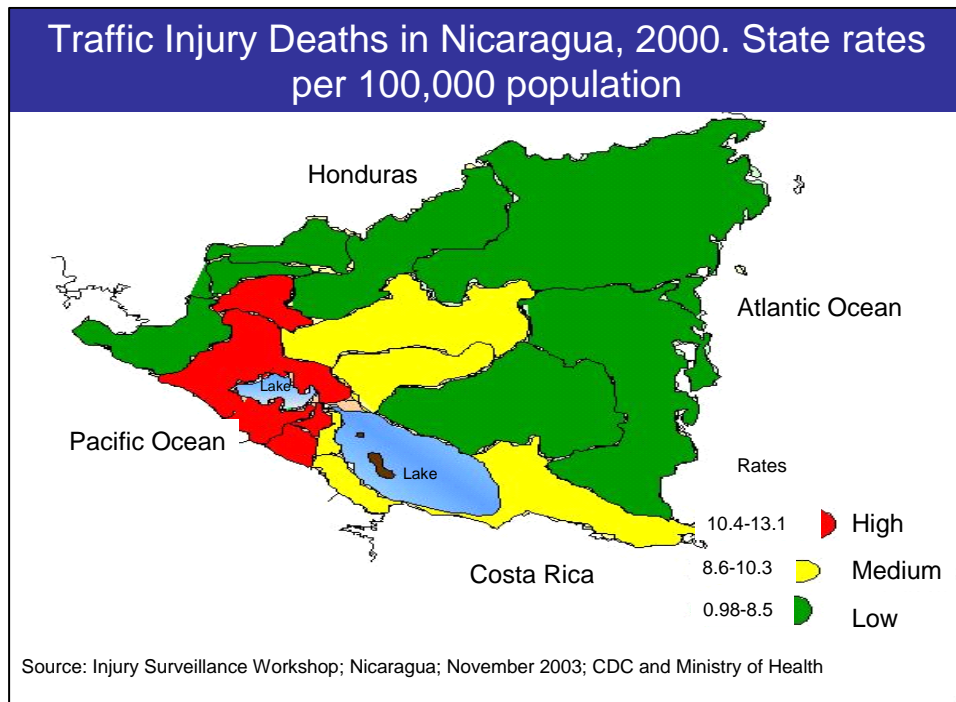 Traffic Injury Deaths in Nicaragua, 2000. State rates
per 100,000 population
Honduras
Atlantic Ocean
Lake
Pacific Ocean
Lake
Rates
10.4-13.1 High
Costa Rica
8.6-10.3 Medium
0.98-8.5 Low
Source: Injury Surveillance Workshop; Nicaragua; November 2003; CDC and Ministry of Health